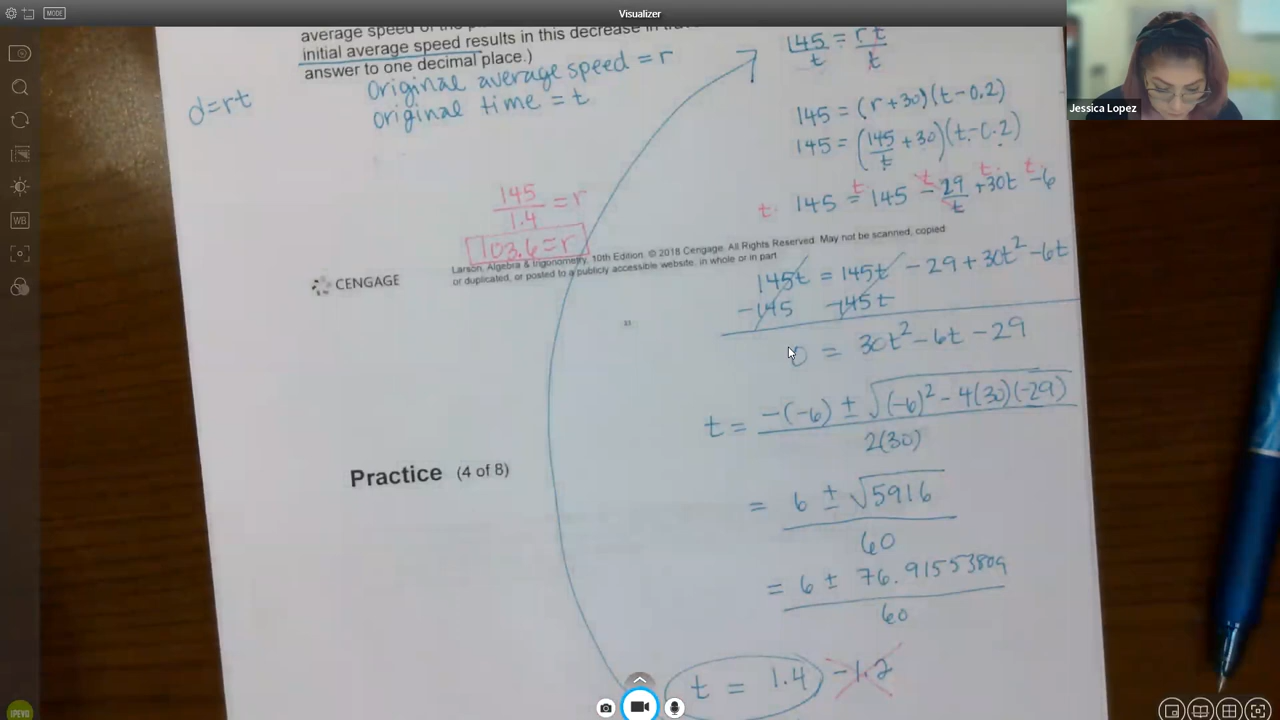 MODE
Visualizer
average speed of the
initial average speed results in this decrease in
answer to one decimal place.)
Original average speed = r
original time = t
d=rt
145/t = rt/t
145 = (r+30)(t-0.2)
145 = (145/t +30)(t-0.2)
t. 145 = t 145 - t 29/t + t. 30t - t. 6
145/1.4 = r
103.6=r
Larson, Algebra & Trigonometry, 10th Edition. © 2018 Cengage. All Rights Reserved. May not be scanned, copied
or duplicated, or posted to a publicly accessible website, in whole or in part.
CENGAGE
33
145t = 145t - 29 + 30t² - 6t
-145 -145t
0 = 30t² - 6t - 29
t = -(-6) ± √(-6)² - 4(30)(-29) / 2(30)
Practice (4 of 8)
= 6 ± √5916 / 60
= 6 ± 76.91553809 / 60
t = 1.4 -1.2
Jessica Lopez
IPEVO